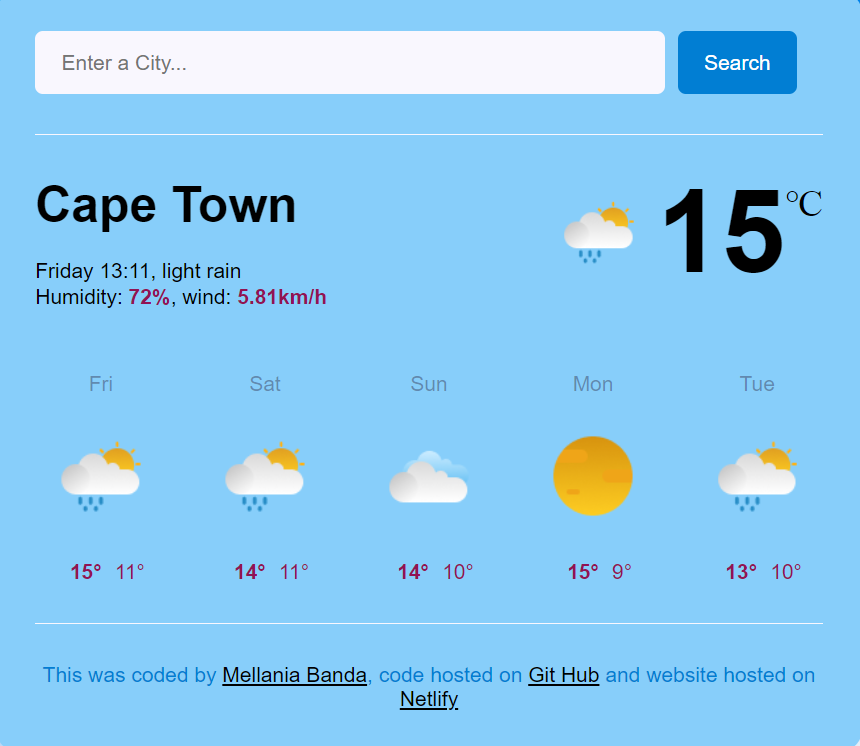 Enter a City...
Search
Cape Town
15°C
Friday 13:11, light rain
Humidity: 72%, wind: 5.81km/h
Fri Sat Sun Mon Tue
15° 11° 14° 11° 14° 10° 15° 9° 13° 10°
This was coded by Mellania Banda, code hosted on Git Hub and website hosted on
Netlify